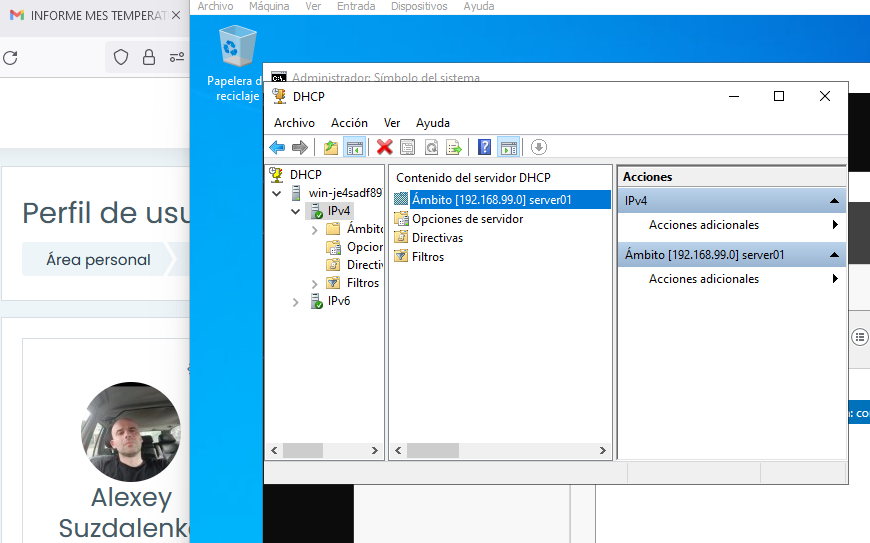 INFORME MES TEMPERAT
Archivo Máquina Ver Entrada Dispositivos Ayuda
Papelera d
reciclaje
Administrador: Símbolo del sistema
DHCP
Archivo Acción Ver Ayuda
DHCP
win-je4sadf89
IPv4
Ámbito
Opcion
Directiv
Filtros
IPv6
Contenido del servidor DHCP
Ámbito [192.168.99.0] server01
Opciones de servidor
Directivas
Filtros
Acciones
IPv4
Acciones adicionales
Ámbito [192.168.99.0] server01
Acciones adicionales
Perfil de usu
Área personal
Alexey
Suzdalenk